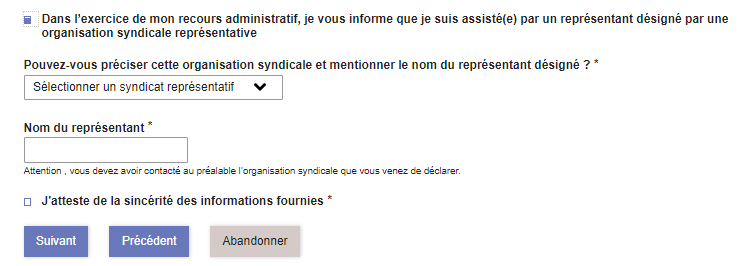 Dans l’exercice de mon recours administratif, je vous informe que je suis assisté(e) par un représentant désigné par une
organisation syndicale représentative
Pouvez-vous préciser cette organisation syndicale et mentionner le nom du représentant désigné ? *
Sélectionner un syndicat représentatif
Nom du représentant *
Attention , vous devez avoir contacté au préalable l'organisation syndicale que vous venez de déclarer.
J'atteste de la sincérité des informations fournies *
Suivant Précédent Abandonner